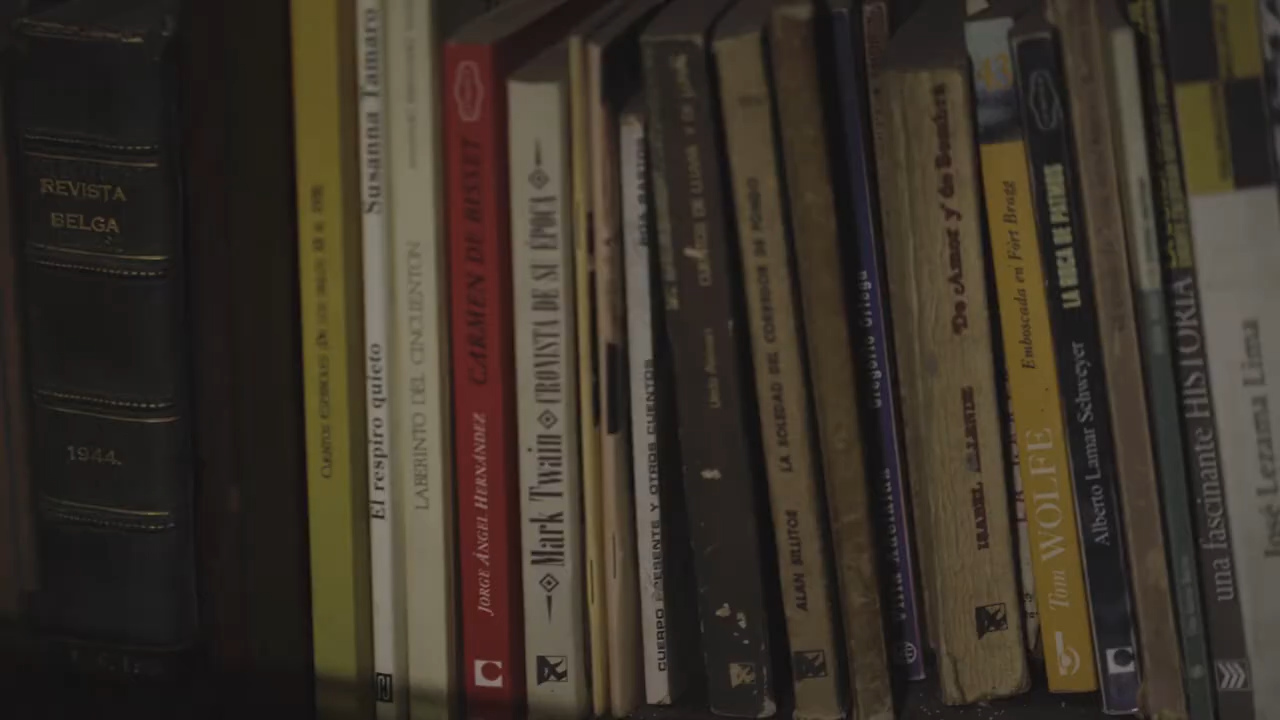 REVISTA
BELGA
1944.
El respiro quieto
Susanna Tamaro
LABERINTO DEL CINCUENTON
JORGE ÁNGEL HERNÁNDEZ
CARMEN DE BISSET
Mark Twain CRONISTA DE SU ÉPOCA
CUERPO PRESENTE Y OTROS CUENTOS
ALAN SILLITOE
LA SOLEDAD DEL CORREDOR DE FONDO
Gregorio Ortega
ISABEL ALLENDE
De Amor y de Sombra
Tom WOLFE
Emboscada en Fort Bragg
Alberto Lamar Schweyer
LA ROCA DE PATMOS
una fascinante HISTORIA
José Lezama Lima